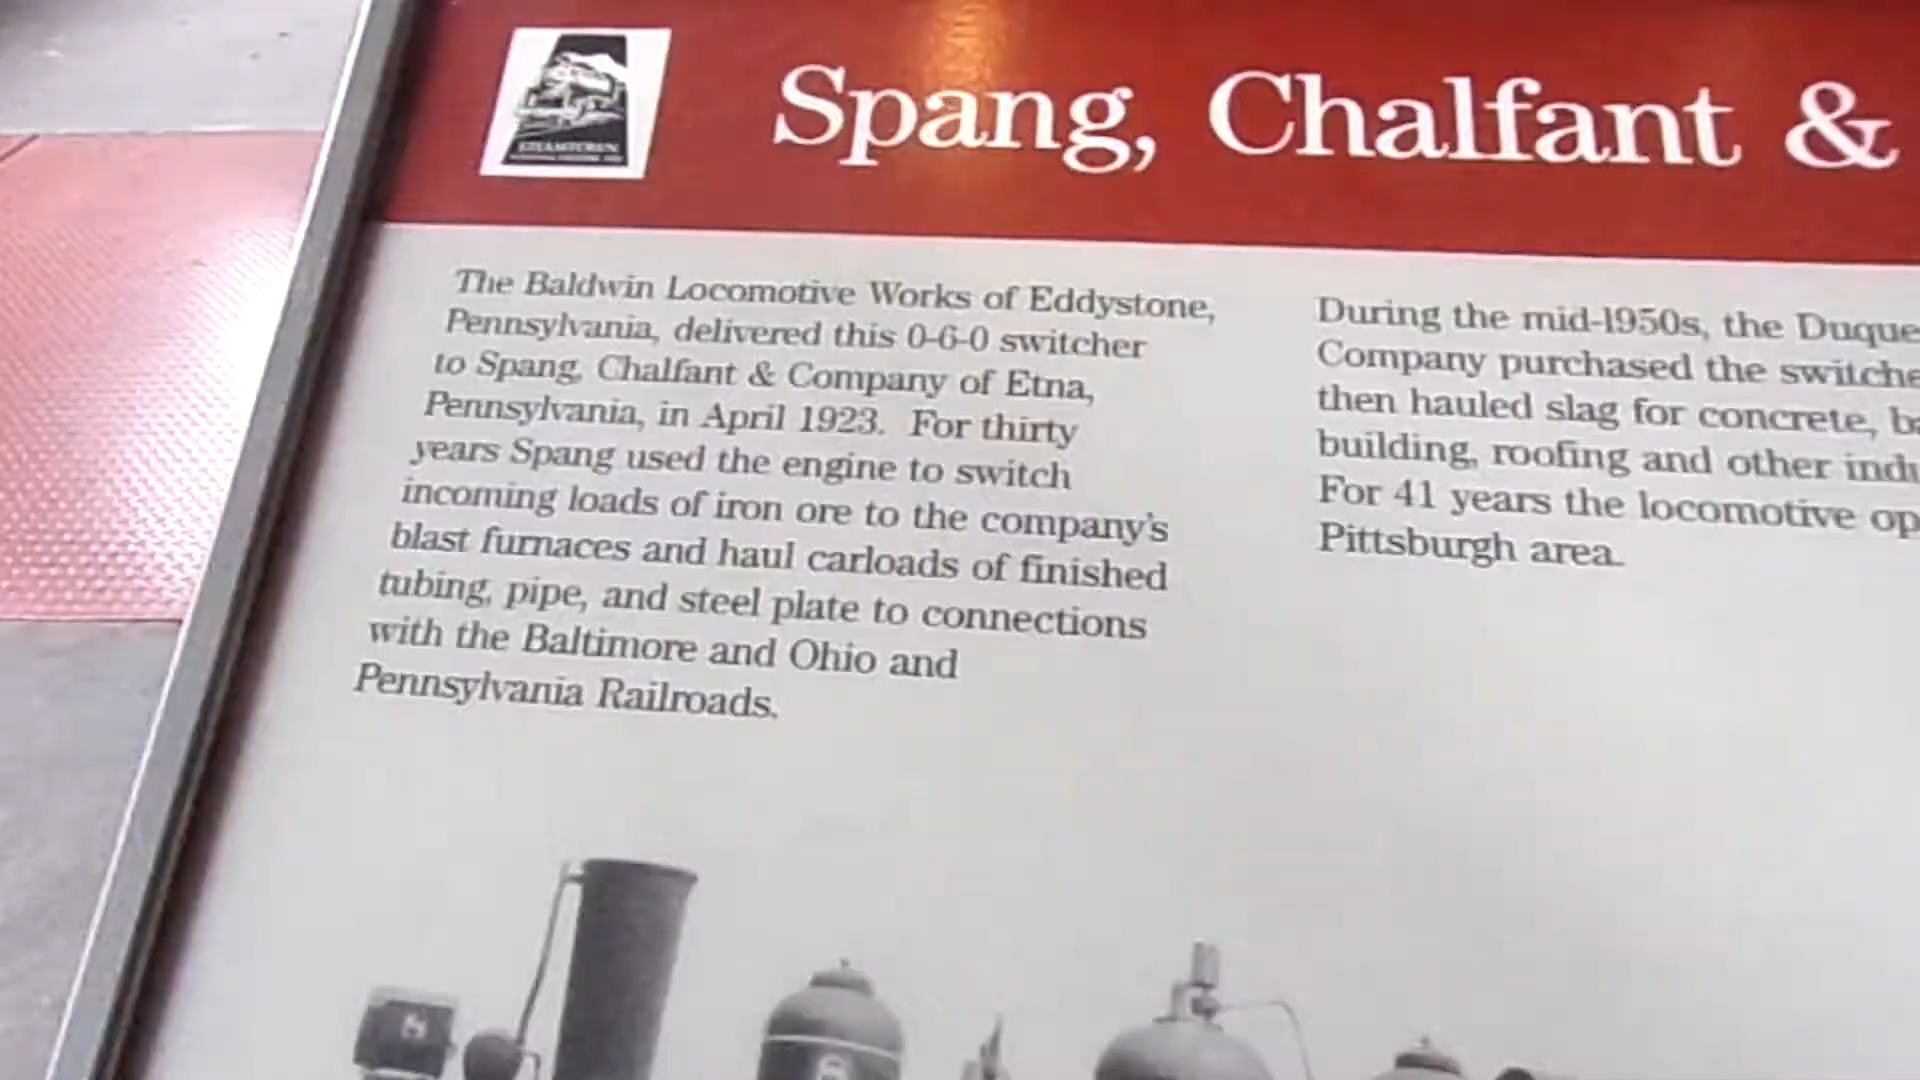 Spang, Chalfant &
STEAMTOWN
The Baldwin Locomotive Works of Eddystone,
Pennsylvania, delivered this 0-6-0 switcher
to Spang, Chalfant & Company of Etna,
Pennsylvania, in April 1923. For thirty
years Spang used the engine to switch
incoming loads of iron ore to the company's
blast furnaces and haul carloads of finished
tubing, pipe, and steel plate to connections
with the Baltimore and Ohio and
Pennsylvania Railroads.
During the mid-1950s, the Duque
Company purchased the switche
then hauled slag for concrete, b
building, roofing and other indu
For 41 years the locomotive op
Pittsburgh area.
8